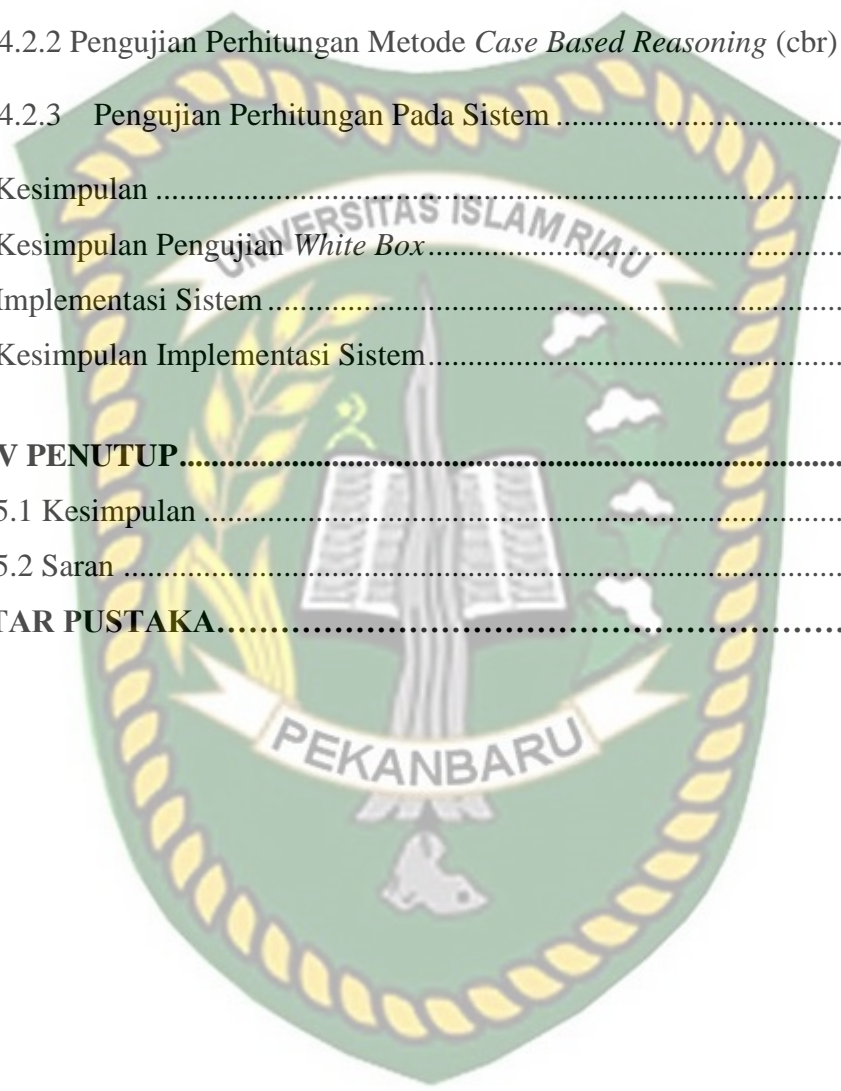 4.2.2 Pengujian Perhitungan Metode Case Based Reasoning (cbr)
4.2.3 Pengujian Perhitungan Pada Sistem ....................................
Kesimpulan ........................................................................................
Kesimpulan Pengujian White Box.....................................................
Implementasi Sistem .........................................................................
Kesimpulan Implementasi Sistem.....................................................
V PENUTUP....................................................................................
5.1 Kesimpulan .................................................................................
5.2 Saran ...........................................................................................
TAR PUSTAKA………………………………………………………
UNIVERSITAS ISLAM RIAU
PEKANBARU